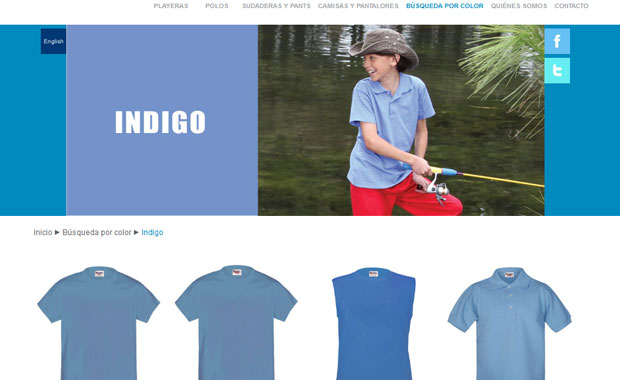 PLAYERAS POLOS SUDADERAS Y PANTS CAMISAS Y PANTALONES BÚSQUEDA POR COLOR QUIÉNES SOMOS CONTACTO
English
INDIGO
Inicio ▶ Búsqueda por color ▶ Indigo